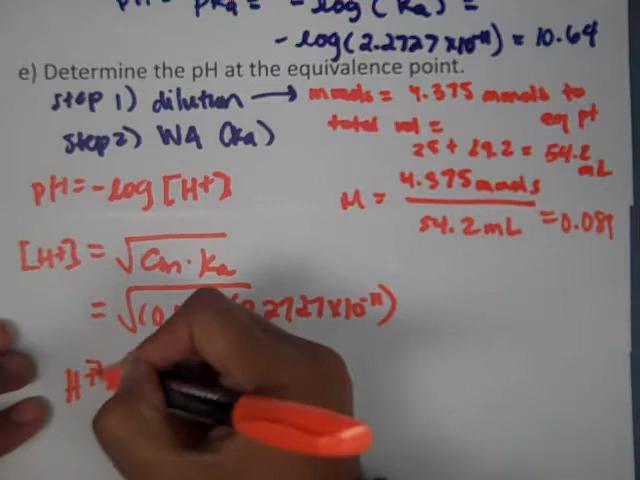 pH = pKa = -log (Ka) =
-log(2.2727x10⁻¹¹) = 10.64
e) Determine the pH at the equivalence point.
step 1) dilution → mmols = 4.375 mmols to eq pt
step 2) WA (Ka)
total vol =
25 + 29.2 = 54.2 mL
pH = -log [H+]
M = 4.375 mmols / 54.2 mL = 0.081
[H+] = √Cm · Ka
= √(0. 2.2727x10⁻¹¹)
H+